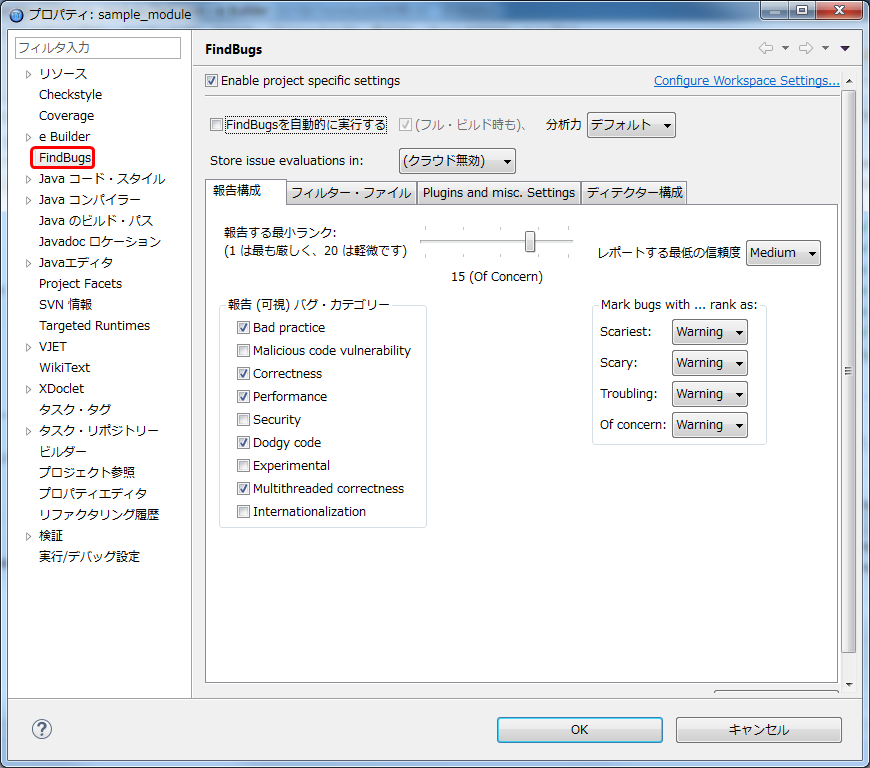 プロパティ: sample_module
フィルタ入力
リソース
Checkstyle
Coverage
e Builder
FindBugs
Java コード・スタイル
Java コンパイラー
Java のビルド・パス
Javadoc ロケーション
Javaエディタ
Project Facets
SVN 情報
Targeted Runtimes
VJET
WikiText
XDoclet
タスク・タグ
タスク・リポジトリー
ビルダー
プロジェクト参照
プロパティエディタ
リファクタリング履歴
検証
実行/デバッグ設定
FindBugs
Enable project specific settings Configure Workspace Settings...
FindBugsを自動的に実行する (フル・ビルド時も)、 分析力 デフォルト
Store issue evaluations in: (クラウド無効)
報告構成 フィルター・ファイル Plugins and misc. Settings ディテクター構成
報告する最小ランク:
(1 は最も厳しく、20 は軽微です)
15 (Of Concern)
レポートする最低の信頼度 Medium
報告 (可視) バグ・カテゴリー
Bad practice
Malicious code vulnerability
Correctness
Performance
Security
Dodgy code
Experimental
Multithreaded correctness
Internationalization
Mark bugs with ... rank as:
Scariest: Warning
Scary: Warning
Troubling: Warning
Of concern: Warning
OK キャンセル